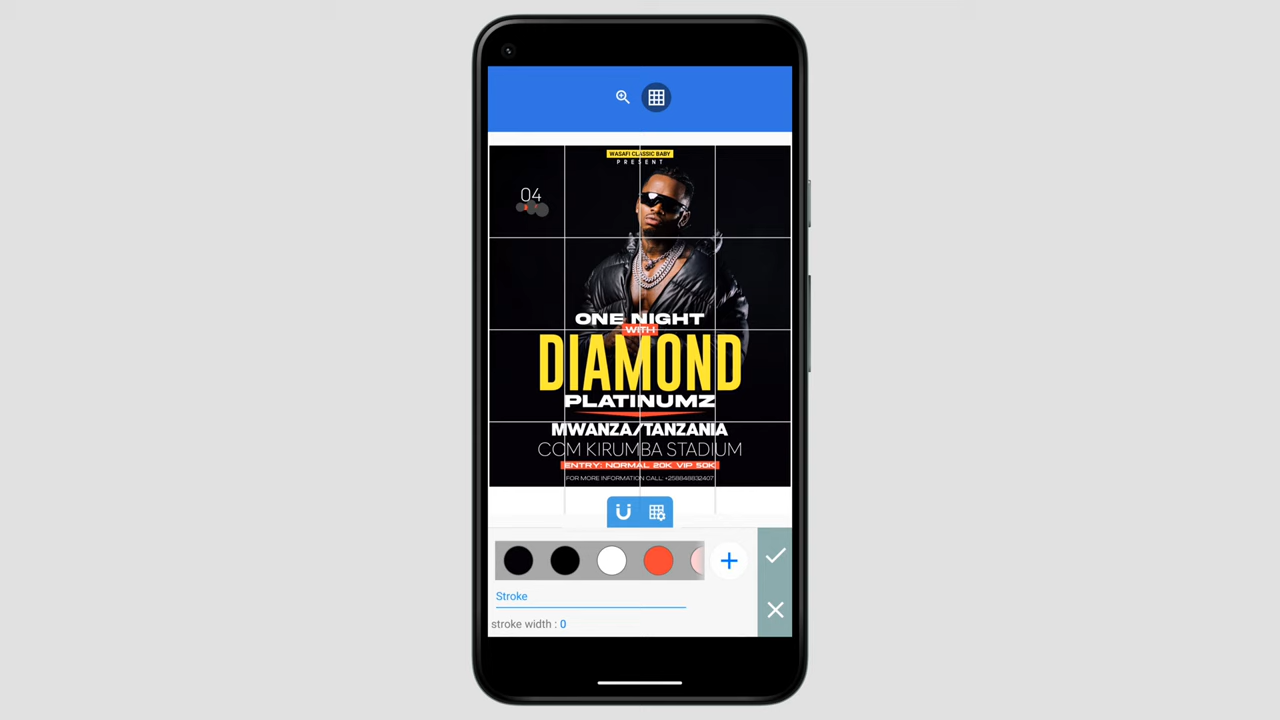 WASAFI CLASSIC BABY
PRESENT
04
ONE NIGHT
WITH
DIAMOND
PLATINUMZ
MWANZA/TANZANIA
CCM KIRUMBA STADIUM
ENTRY: NORMAL 20K VIP 50K
FOR MORE INFORMATION CALL: +258848832407
Stroke
stroke width : 0